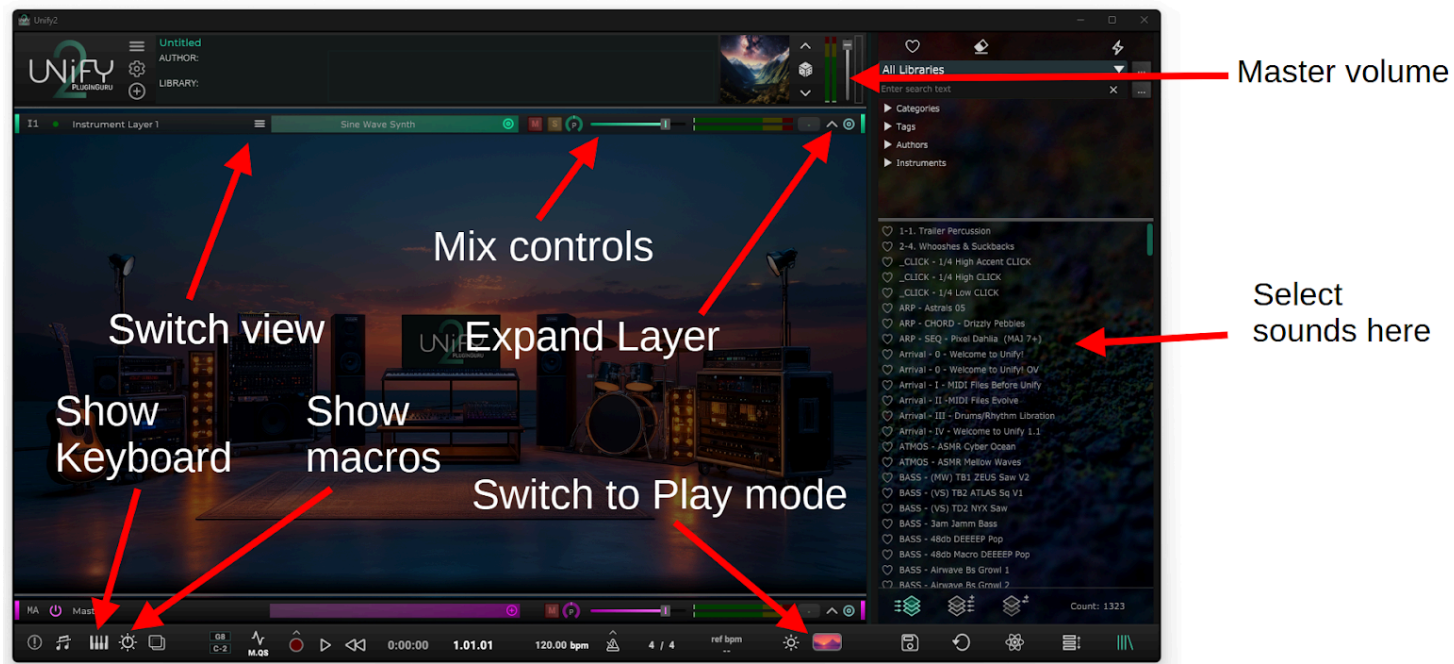 Unify2
UNIFY
2
PLUGINGURU
Untitled
AUTHOR:
LIBRARY:
All Libraries
...
Enter search text
X
...
Categories
Tags
Authors
Instruments
Master volume
I1
Instrument Layer 1
Sine Wave Synth
M
S
P
Mix controls
Switch view
Expand Layer
UNiFY
2
PLUGINGURU
Show
Keyboard
Show
macros
Switch to Play mode
1-1. Trailer Percussion
2-4. Whooshes & Suckbacks
_CLICK - 1/4 High Accent CLICK
_CLICK - 1/4 High CLICK
_CLICK - 1/4 Low CLICK
ARP - Astrais 05
ARP - CHORD - Drizzly Pebbles
ARP - SEQ - Pixel Dahlia (MAJ 7+)
Arrival - 0 - Welcome to Unify!
Arrival - 0 - Welcome to Unify! OV
Arrival - I - MIDI Files Before Unify
Arrival - II -MIDI Files Evolve
Arrival - III - Drums/Rhythm Libration
Arrival - IV - Welcome to Unify 1.1
ATMOS - ASMR Cyber Ocean
ATMOS - ASMR Mellow Waves
BASS - (MW) TB1 ZEUS Saw V2
BASS - (VS) TB2 ATLAS Sq V1
BASS - (VS) TD2 NYX Saw
BASS - 3am Jamm Bass
BASS - 48db DEEEEP Pop
BASS - 48db Macro DEEEEP Pop
BASS - Airwave Bs Growl 1
BASS - Airwave Bs Growl 2
Select
sounds here
Count: 1323
MA
Mast
M
P
G8
C-2
M.QS
0:00:00
1.01.01
120.00 bpm
4 / 4
ref bpm
--